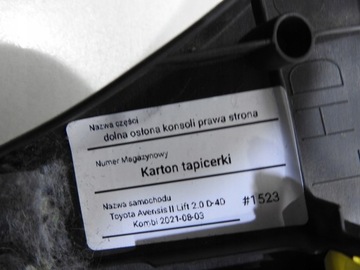 Nazwa części
dolna osłona konsoli prawa strona
Numer Magazynowy
Karton tapicerki
Nazwa samochodu
Toyota Avensis II Lift 2.0 D-4D
Kombi 2021-08-03
#1523